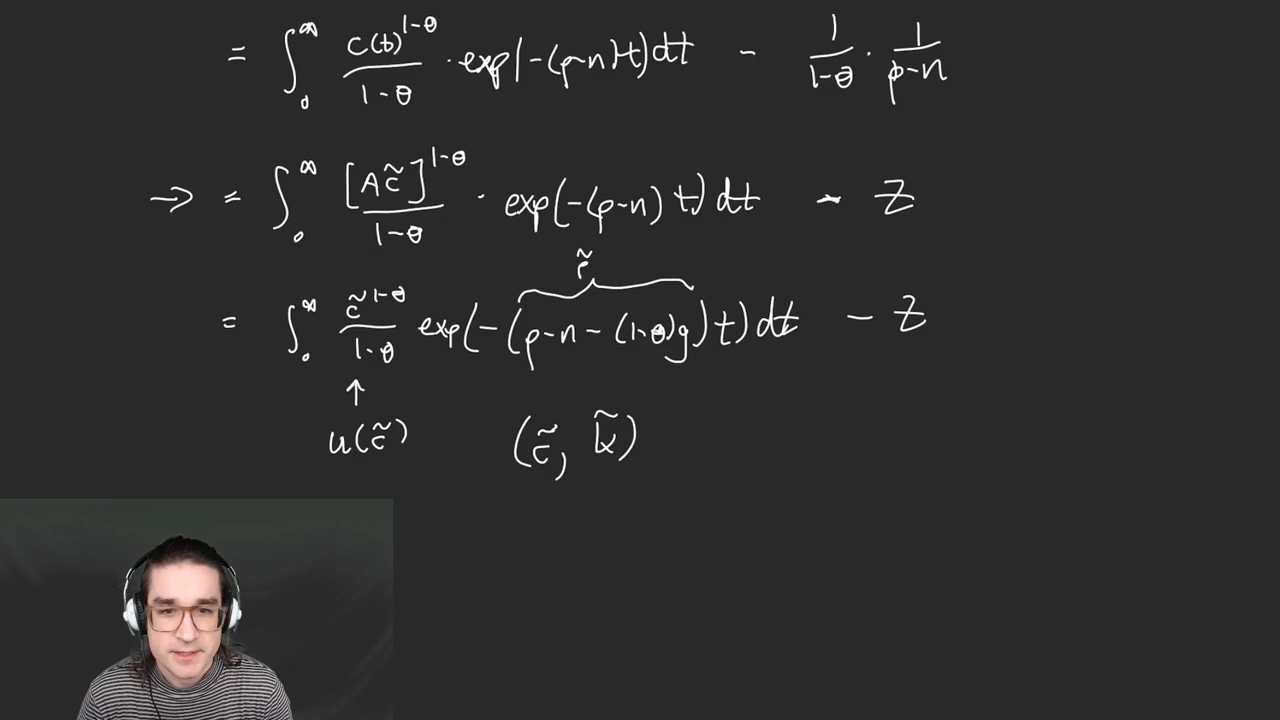 = ∫₀^∞ c(t)^{1-θ}/(1-θ) · exp(-(ρ-n)t)dt - 1/(1-θ) · 1/(ρ-n)
→ = ∫₀^∞ [Ac̃]^{1-θ}/(1-θ) · exp(-(ρ-n)t)dt - Z
ρ̃
= ∫₀^∞ c̃^{1-θ}/(1-θ) exp(-(ρ-n-(1-θ)g)t)dt - Z
↑
u(c̃) (c̃, k̃)